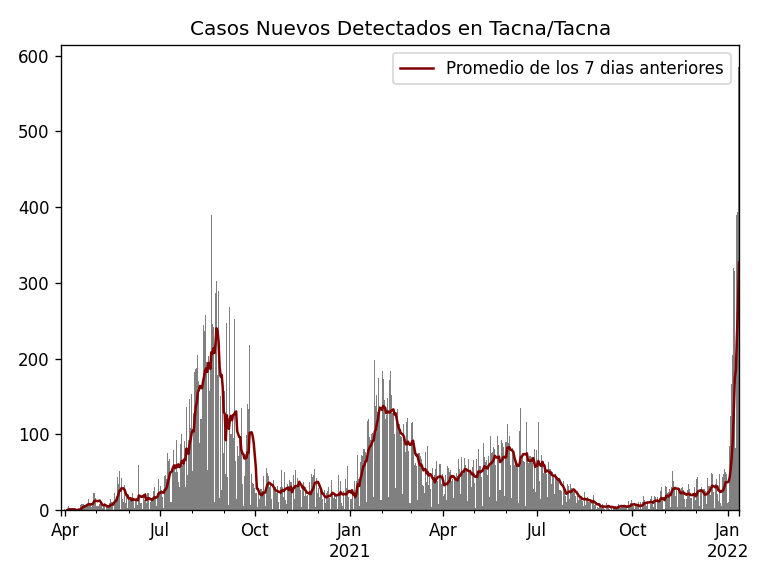 Casos Nuevos Detectados en Tacna/Tacna
Promedio de los 7 dias anteriores
600
500
400
300
200
100
0
Apr Jul Oct Jan Apr Jul Oct Jan
2021 2022